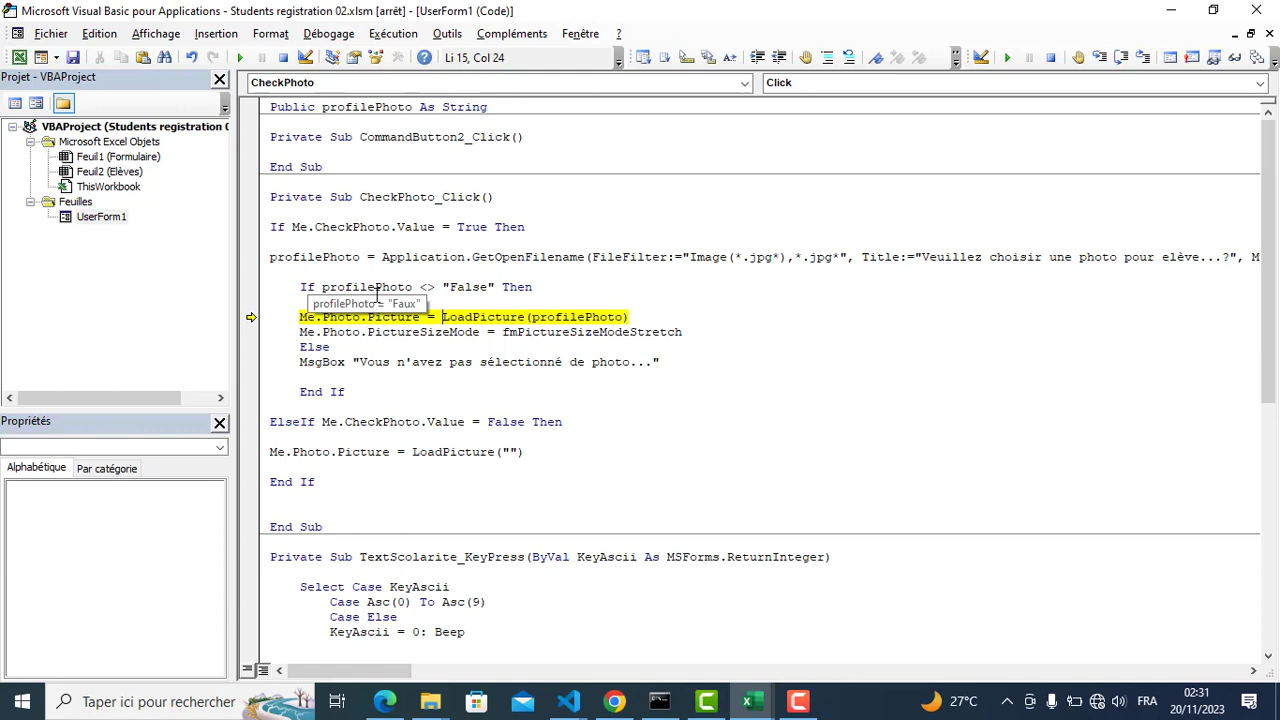 Microsoft Visual Basic pour Applications - Students registration 02.xlsm [arrêt] - [UserForm1 (Code)]
Fichier Edition Affichage Insertion Format Débogage Exécution Outils Compléments Fenêtre ?
Li 15, Col 24
Projet - VBAProject
CheckPhoto
Click
VBAProject (Students registration 0
Microsoft Excel Objets
Feuil1 (Formulaire)
Feuil2 (Elèves)
ThisWorkbook
Feuilles
UserForm1
Propriétés
Alphabétique Par catégorie
Public profilePhoto As String
Private Sub CommandButton2_Click()
End Sub
Private Sub CheckPhoto_Click()
If Me.CheckPhoto.Value = True Then
profilePhoto = Application.GetOpenFilename(FileFilter:="Image(*.jpg*),*.jpg*", Title:="Veuillez choisir une photo pour elève...?", M
If profilePhoto <> "False" Then
profilePhoto = "Faux"
Me.Photo.Picture = LoadPicture(profilePhoto)
Me.Photo.PictureSizeMode = fmPictureSizeModeStretch
Else
MsgBox "Vous n'avez pas sélectionné de photo..."
End If
ElseIf Me.CheckPhoto.Value = False Then
Me.Photo.Picture = LoadPicture("")
End If
End Sub
Private Sub TextScolarite_KeyPress(ByVal KeyAscii As MSForms.ReturnInteger)
Select Case KeyAscii
Case Asc(0) To Asc(9)
Case Else
KeyAscii = 0: Beep
Taper ici pour rechercher
27°C
FRA
02:31
20/11/2023